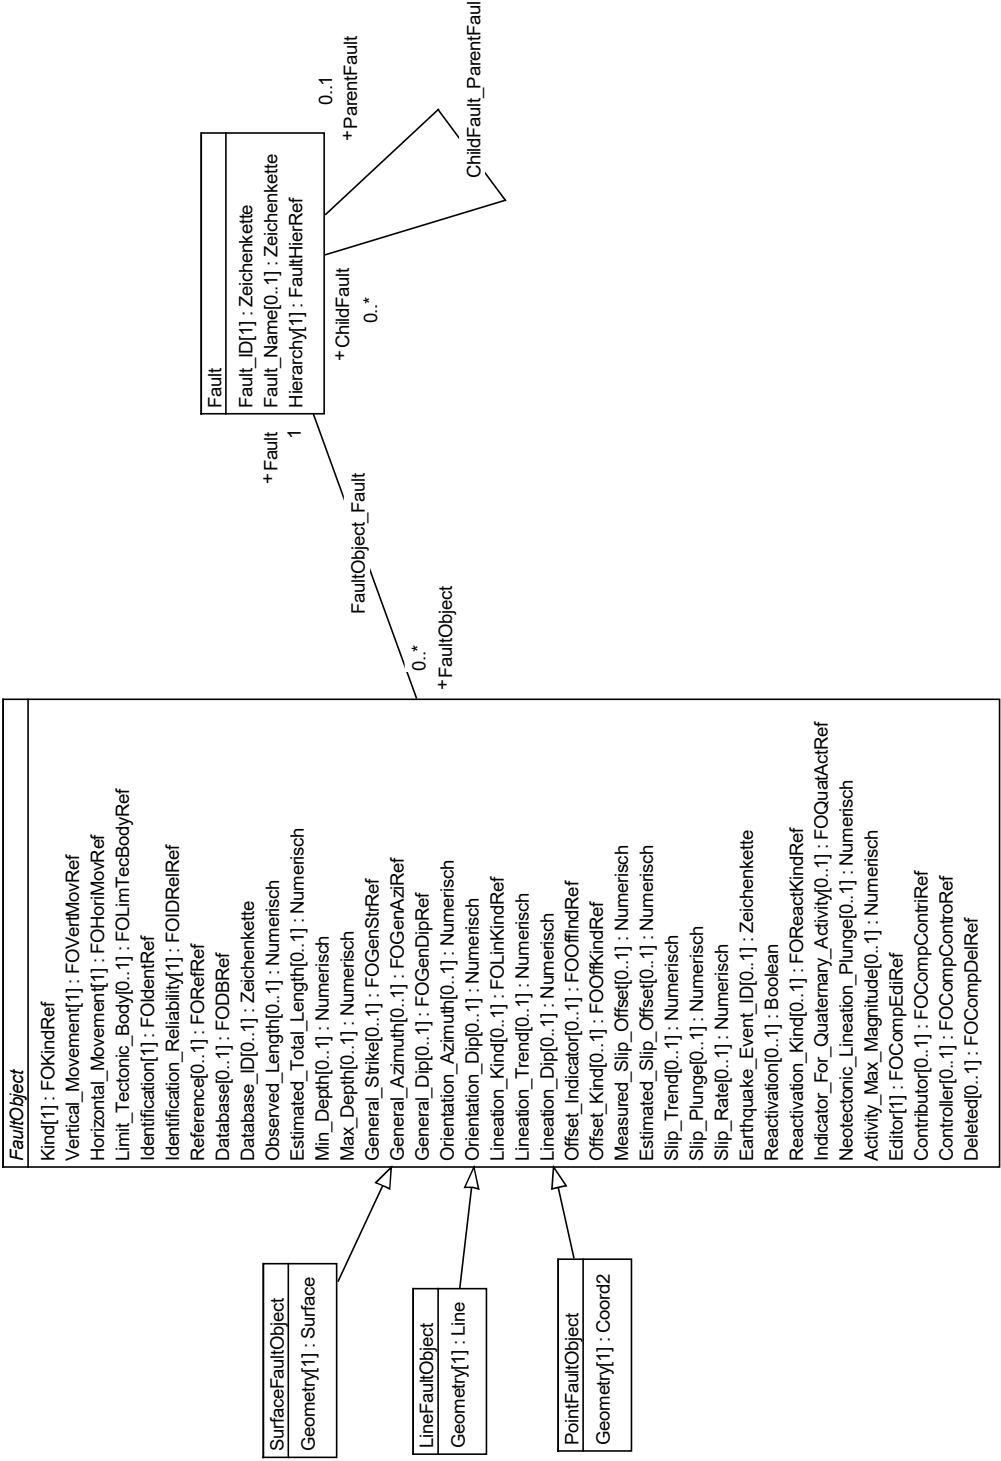 FaultObject
Kind[1] : FOKindRef
Vertical_Movement[1] : FOVertMovRef
Horizontal_Movement[1] : FOHoriMovRef
Limit_Tectonic_Body[0..1] : FOLimTecBodyRef
Identification[1] : FOIdentRef
Identification_Reliability[1] : FOIDRelRef
Reference[0..1] : FORefRef
Database[0..1] : FODBRef
Database_ID[0..1] : Zeichenkette
Observed_Length[0..1] : Numerisch
Estimated_Total_Length[0..1] : Numerisch
Min_Depth[0..1] : Numerisch
Max_Depth[0..1] : Numerisch
General_Strike[0..1] : FOGenStrRef
General_Azimuth[0..1] : FOGenAziRef
General_Dip[0..1] : FOGenDipRef
Orientation_Azimuth[0..1] : Numerisch
Orientation_Dip[0..1] : Numerisch
Lineation_Kind[0..1] : FOLinKindRef
Lineation_Trend[0..1] : Numerisch
Lineation_Dip[0..1] : Numerisch
Offset_Indicator[0..1] : FOOffIndRef
Offset_Kind[0..1] : FOOffKindRef
Measured_Slip_Offset[0..1] : Numerisch
Estimated_Slip_Offset[0..1] : Numerisch
Slip_Trend[0..1] : Numerisch
Slip_Plunge[0..1] : Numerisch
Slip_Rate[0..1] : Numerisch
Earthquake_Event_ID[0..1] : Zeichenkette
Reactivation[0..1] : Boolean
Reactivation_Kind[0..1] : FOReactKindRef
Indicator_For_Quaternary_Activity[0..1] : FOQuatActRef
Neotectonic_Lineation_Plunge[0..1] : Numerisch
Activity_Max_Magnitude[0..1] : Numerisch
Editor[1] : FOCompEdiRef
Contributor[0..1] : FOCompContriRef
Controller[0..1] : FOCompControRef
Deleted[0..1] : FOCompDelRef
SurfaceFaultObject
Geometry[1] : Surface
LineFaultObject
Geometry[1] : Line
PointFaultObject
Geometry[1] : Coord2
0..*
+FaultObject
FaultObject_Fault
+Fault
1
Fault
Fault_ID[1] : Zeichenkette
Fault_Name[0..1] : Zeichenkette
Hierarchy[1] : FaultHierRef
+ChildFault
0..*
0..1
+ParentFault
ChildFault_ParentFaul